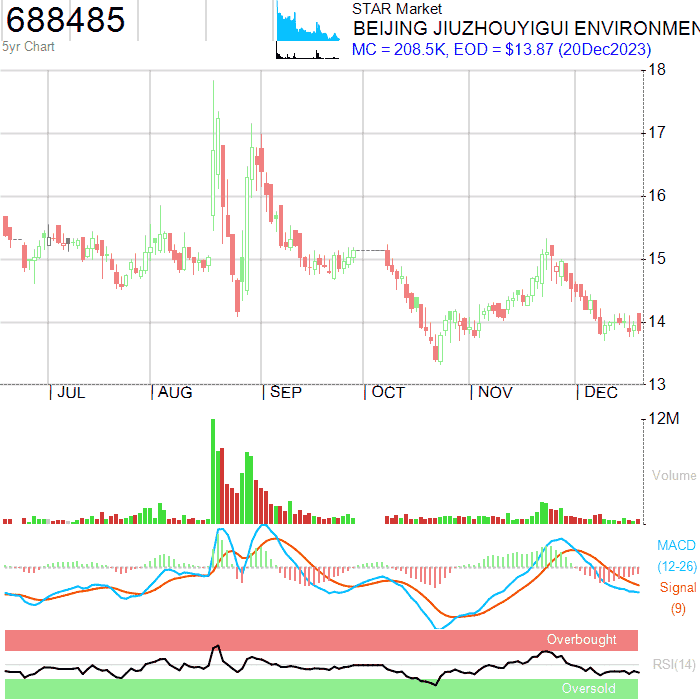 688485
5yr Chart
STAR Market
BEIJING JIUZHOUYIGUI ENVIRONMEN
MC = 208.5K, EOD = $13.87 (20Dec2023)
18
17
16
15
14
13
JUL
AUG
SEP
OCT
NOV
DEC
12M
Volume
MACD
(12-26)
Signal
(9)
Overbought
RSI(14)
Oversold